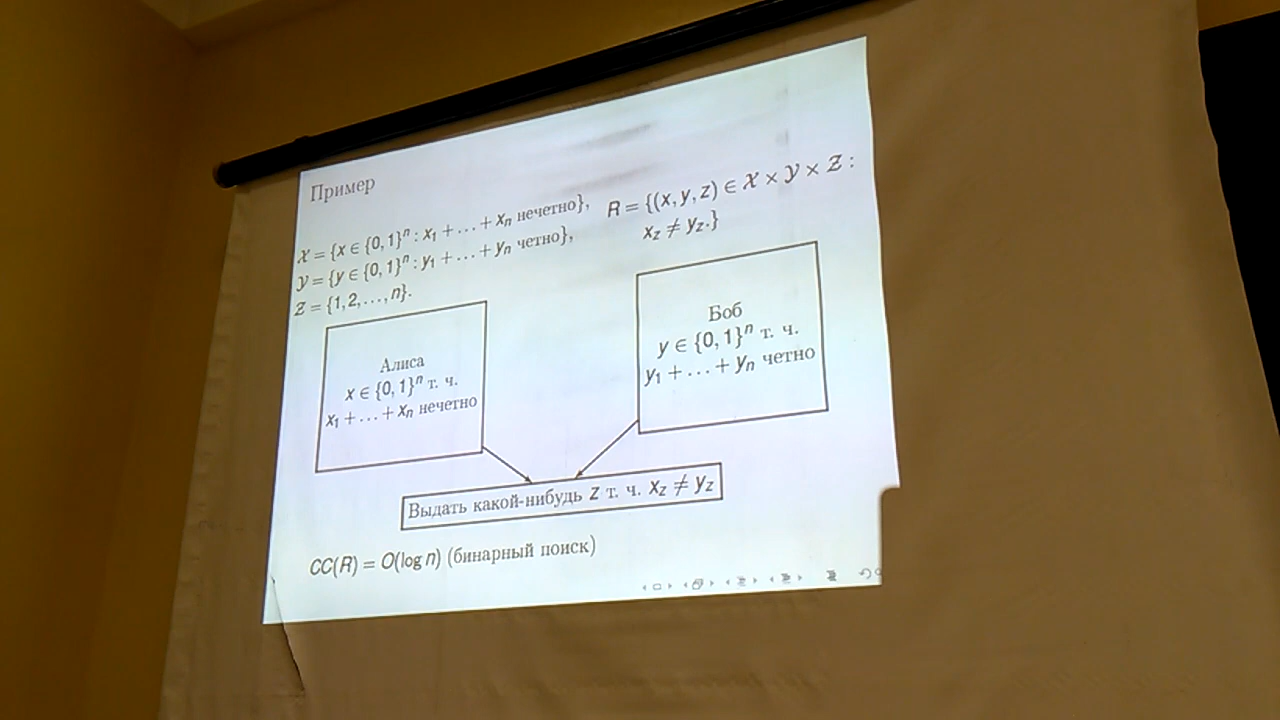 Пример
𝒳 = {x ∈ {0, 1}ⁿ : x₁ + … + xₙ нечетно},
𝒴 = {y ∈ {0, 1}ⁿ : y₁ + … + yₙ четно},
𝒵 = {1, 2, …, n}.
R = {(x, y, z) ∈ 𝒳 × 𝒴 × 𝒵 :
x_z ≠ y_z.}
Алиса
x ∈ {0, 1}ⁿ т. ч.
x₁ + … + xₙ нечетно
Боб
y ∈ {0, 1}ⁿ т. ч.
y₁ + … + yₙ четно
Выдать какой-нибудь z т. ч. x_z ≠ y_z
CC(R) = O(log n) (бинарный поиск)